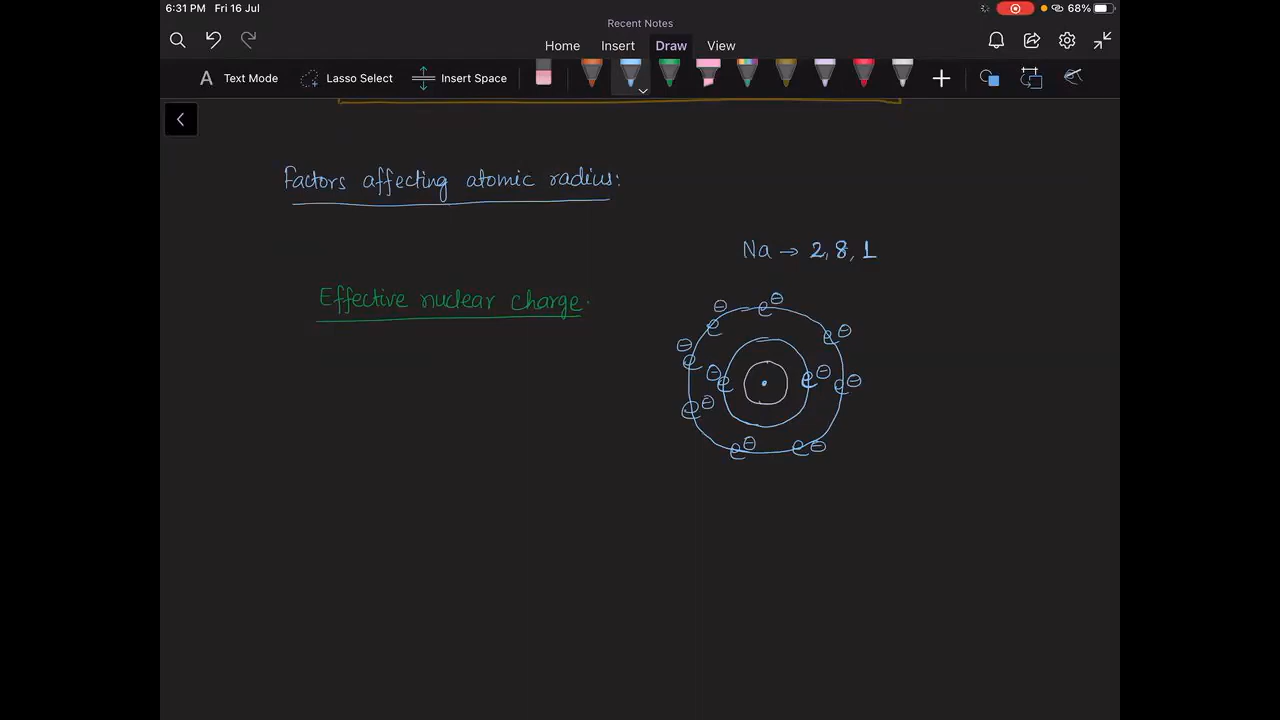 6:31 PM Fri 16 Jul
68%
Recent Notes
Home Insert Draw View
A Text Mode Lasso Select Insert Space
Factors affecting atomic radius:
Na → 2, 8, 1
Effective nuclear charge.
e⊖ e⊖
e⊖ e⊖
e⊖ e⊖ e⊖
e⊖
e⊖ e⊖